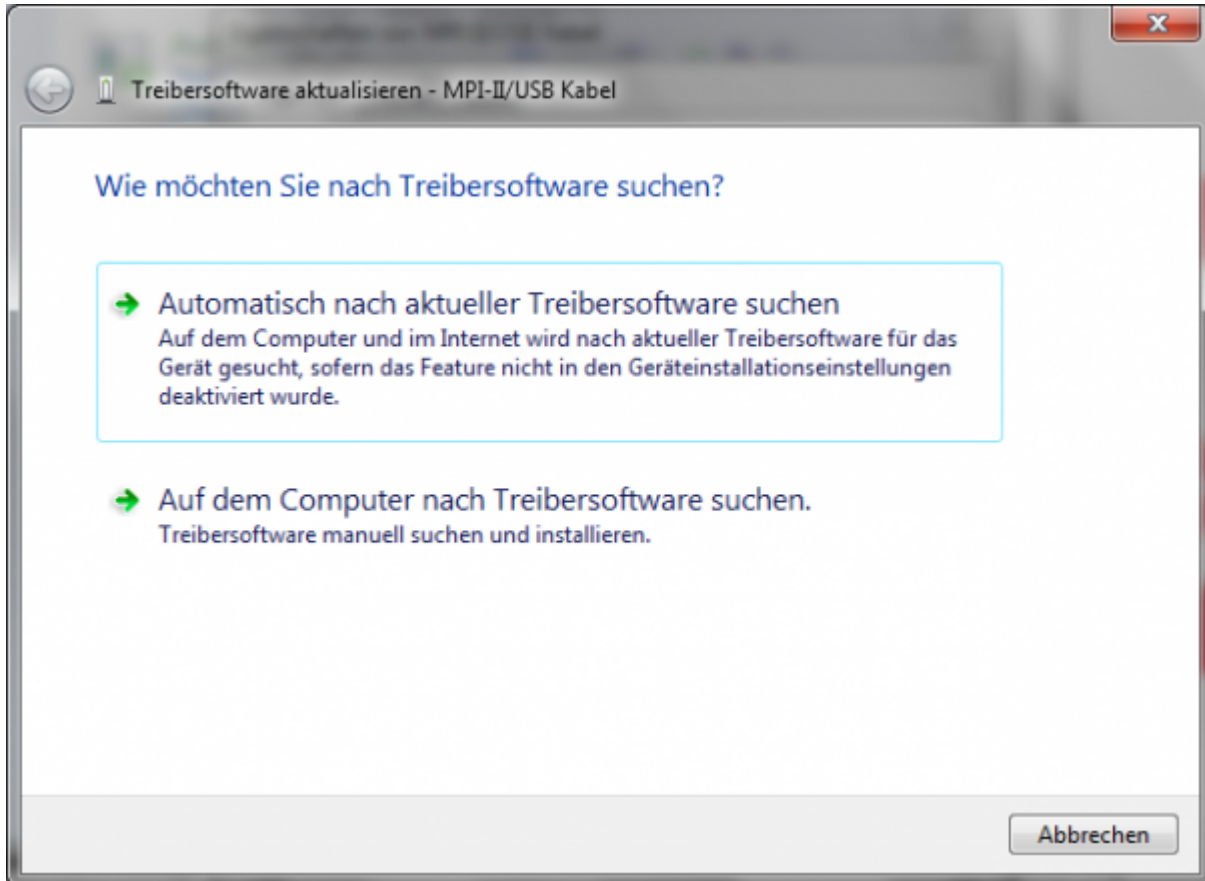 Treibersoftware aktualisieren - MPI-II/USB Kabel
Wie möchten Sie nach Treibersoftware suchen?
Automatisch nach aktueller Treibersoftware suchen
Auf dem Computer und im Internet wird nach aktueller Treibersoftware für das
Gerät gesucht, sofern das Feature nicht in den Geräteinstallationseinstellungen
deaktiviert wurde.
Auf dem Computer nach Treibersoftware suchen.
Treibersoftware manuell suchen und installieren.
Abbrechen